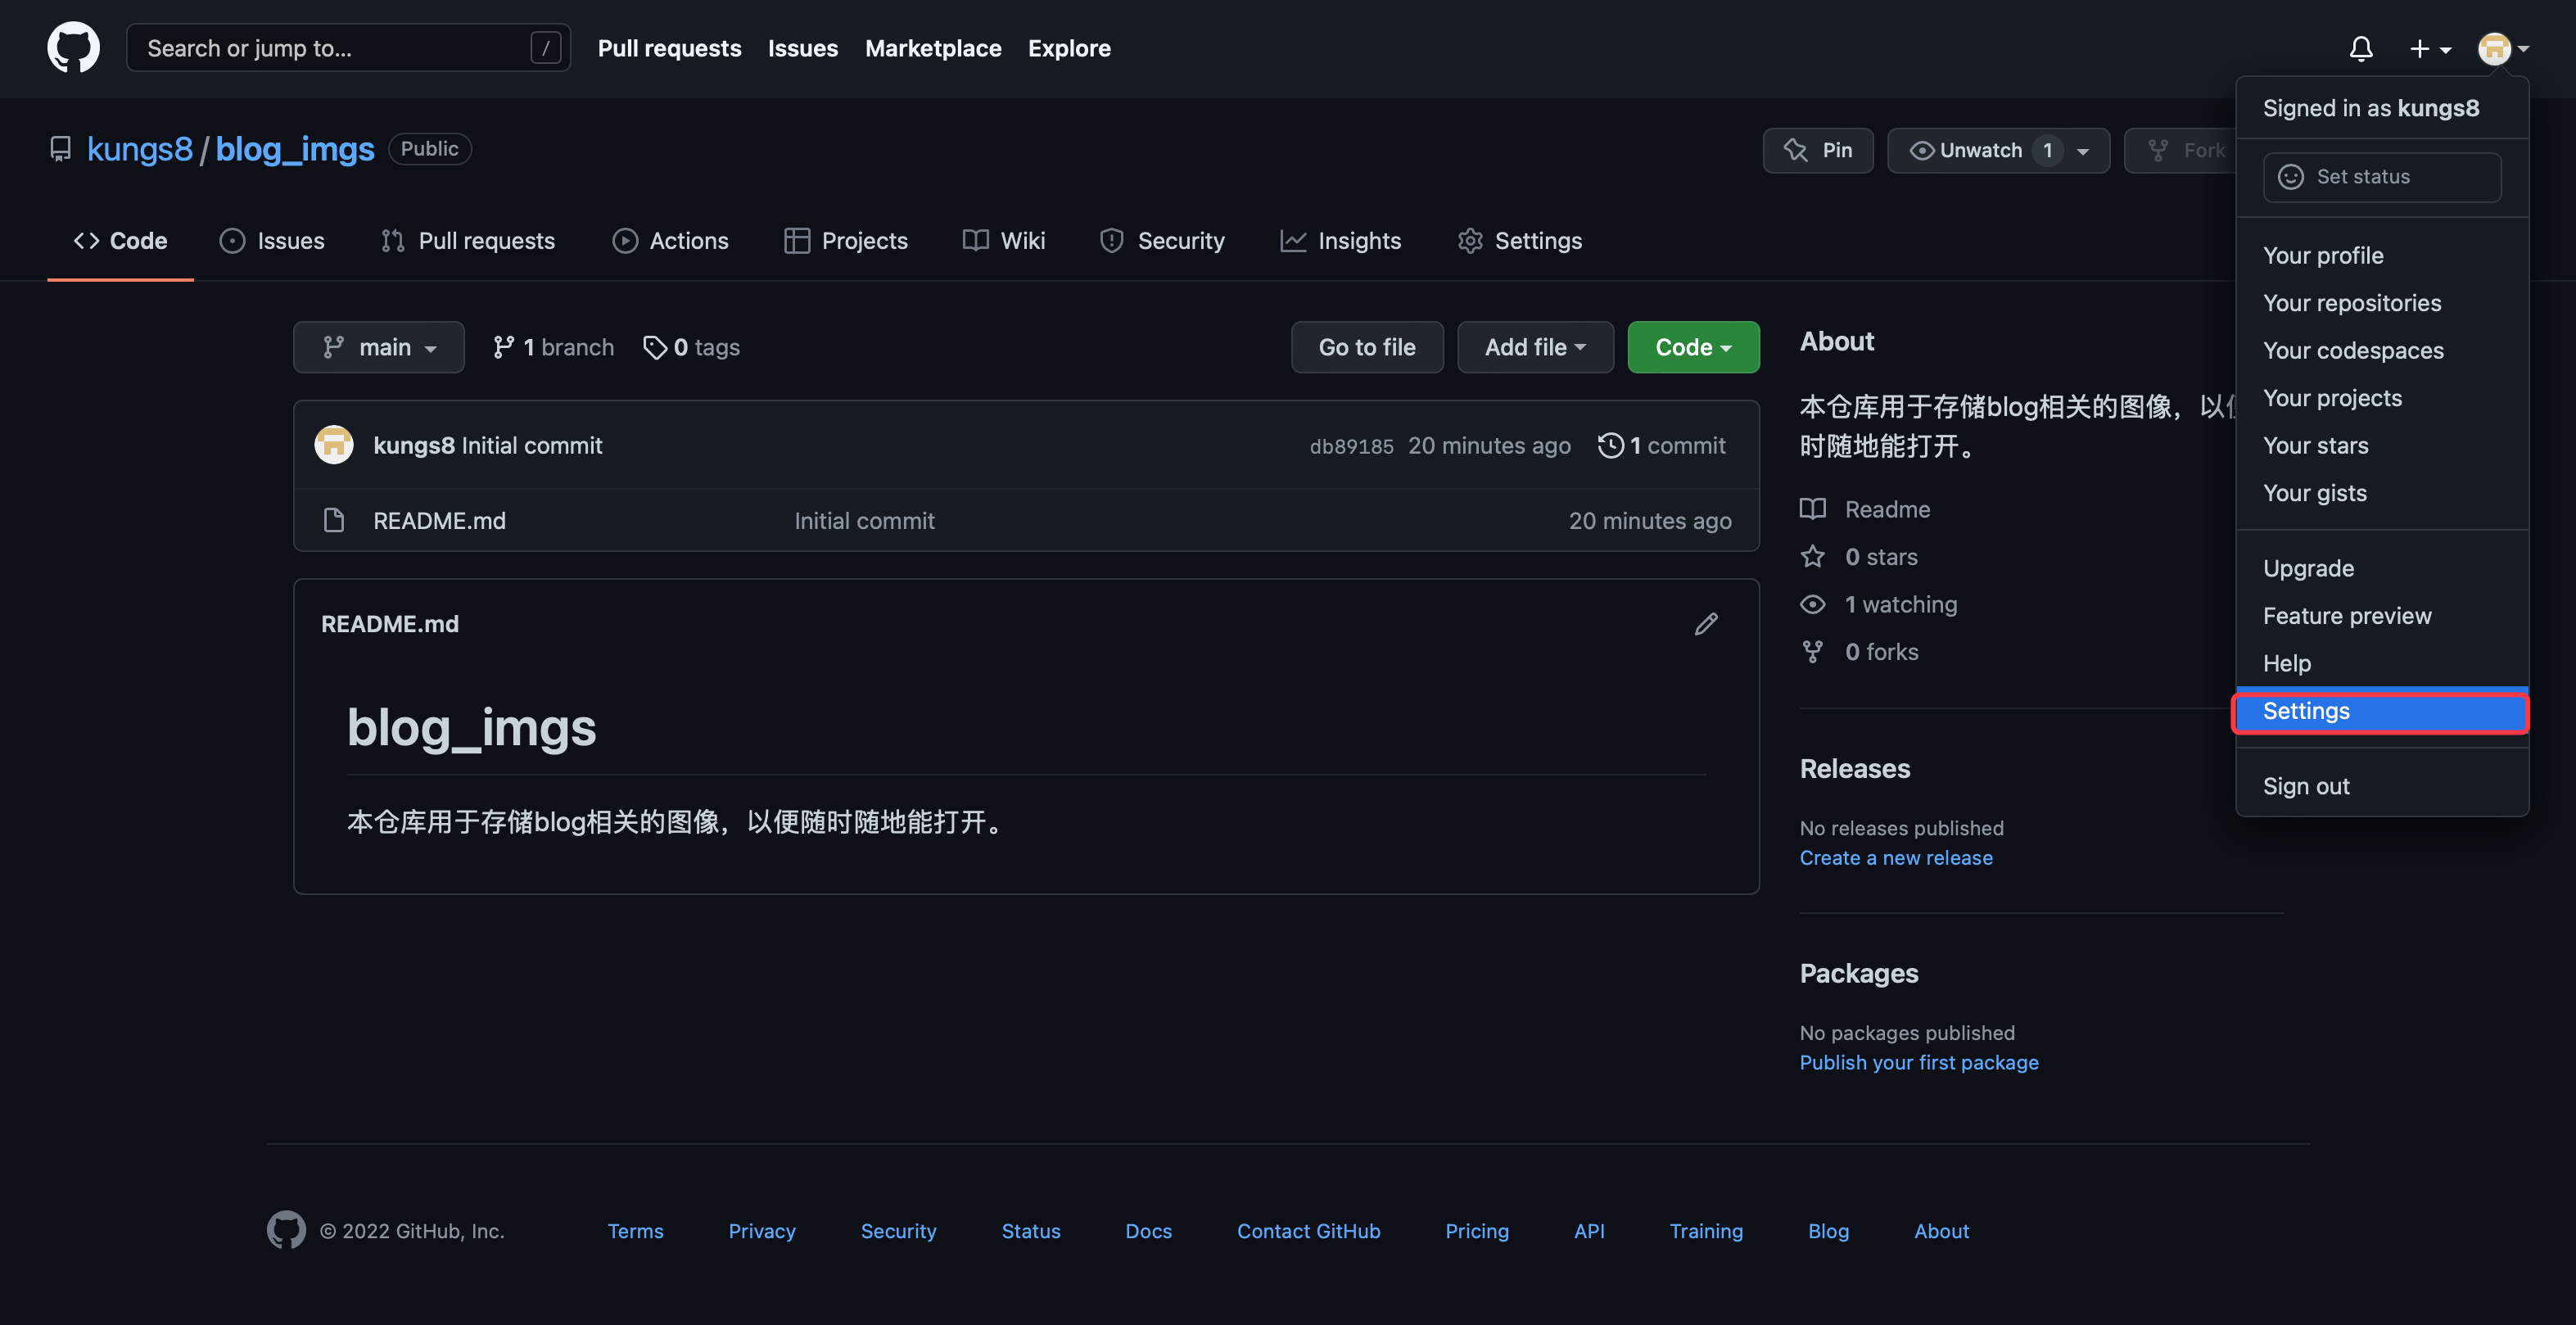 Search or jump to... /
Pull requests
Issues
Marketplace
Explore
kungs8 / blog_imgs Public
Pin
Unwatch 1
Fork
Code
Issues
Pull requests
Actions
Projects
Wiki
Security
Insights
Settings
main
1 branch
0 tags
Go to file
Add file
Code
kungs8 Initial commit
db89185 20 minutes ago
1 commit
README.md
Initial commit
20 minutes ago
README.md
blog_imgs
本仓库用于存储blog相关的图像，以便随时随地能打开。
About
本仓库用于存储blog相关的图像，以
时随地能打开。
Readme
0 stars
1 watching
0 forks
Releases
No releases published
Create a new release
Packages
No packages published
Publish your first package
Signed in as kungs8
Set status
Your profile
Your repositories
Your codespaces
Your projects
Your stars
Your gists
Upgrade
Feature preview
Help
Settings
Sign out
© 2022 GitHub, Inc.
Terms
Privacy
Security
Status
Docs
Contact GitHub
Pricing
API
Training
Blog
About